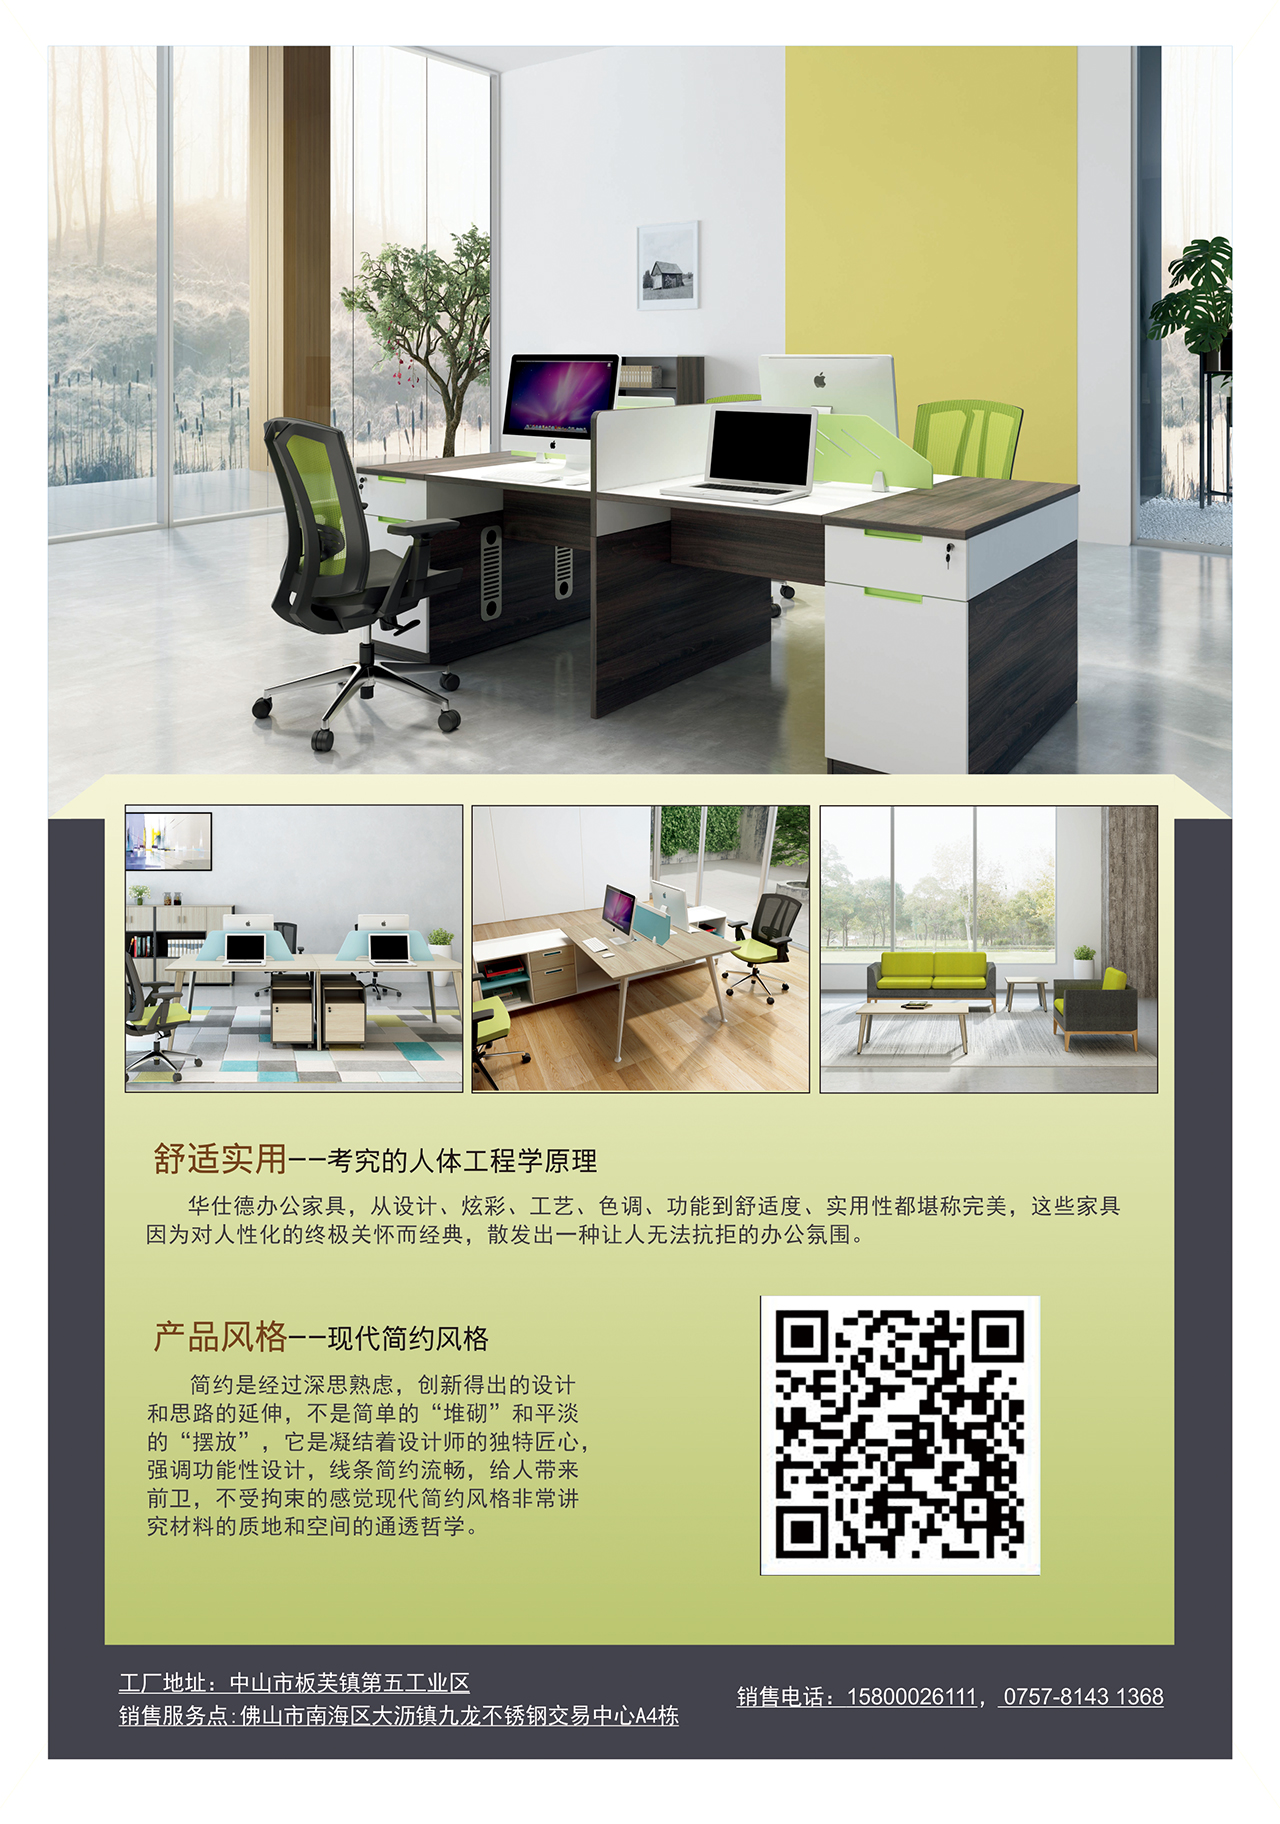 舒适实用——考究的人体工程学原理
华仕德办公家具，从设计、炫彩、工艺、色调、功能到舒适度、实用性都堪称完美，这些家具
因为对人性化的终极关怀而经典，散发出一种让人无法抗拒的办公氛围。
产品风格——现代简约风格
简约是经过深思熟虑，创新得出的设计
和思路的延伸，不是简单的“堆砌”和平淡
的“摆放”，它是凝结着设计师的独特匠心，
强调功能性设计，线条简约流畅，给人带来
前卫，不受拘束的感觉现代简约风格非常讲
究材料的质地和空间的通透哲学。
工厂地址：中山市板芙镇第五工业区
销售服务点:佛山市南海区大沥镇九龙不锈钢交易中心A4栋
销售电话：15800026111，0757-8143 1368